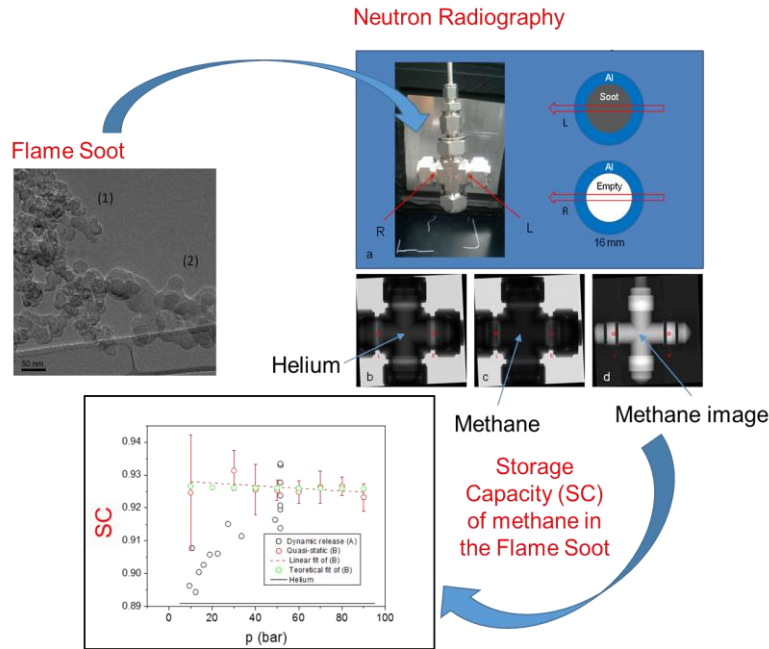 Neutron Radiography
Flame Soot
(1)
(2)
50 nm
Al
Soot
L
Al
Empty
R
16 mm
R
L
a
Helium
b
c
d
Methane
Methane image
Storage
Capacity (SC)
of methane in
the Flame Soot
SC
0.94
0.93
0.92
0.91
0.90
0.89
Dynamic release (A)
Quasi-static (B)
Linear fit of (B)
Teoretical fit of (B)
Helium
0
20
40
60
80
100
p (bar)